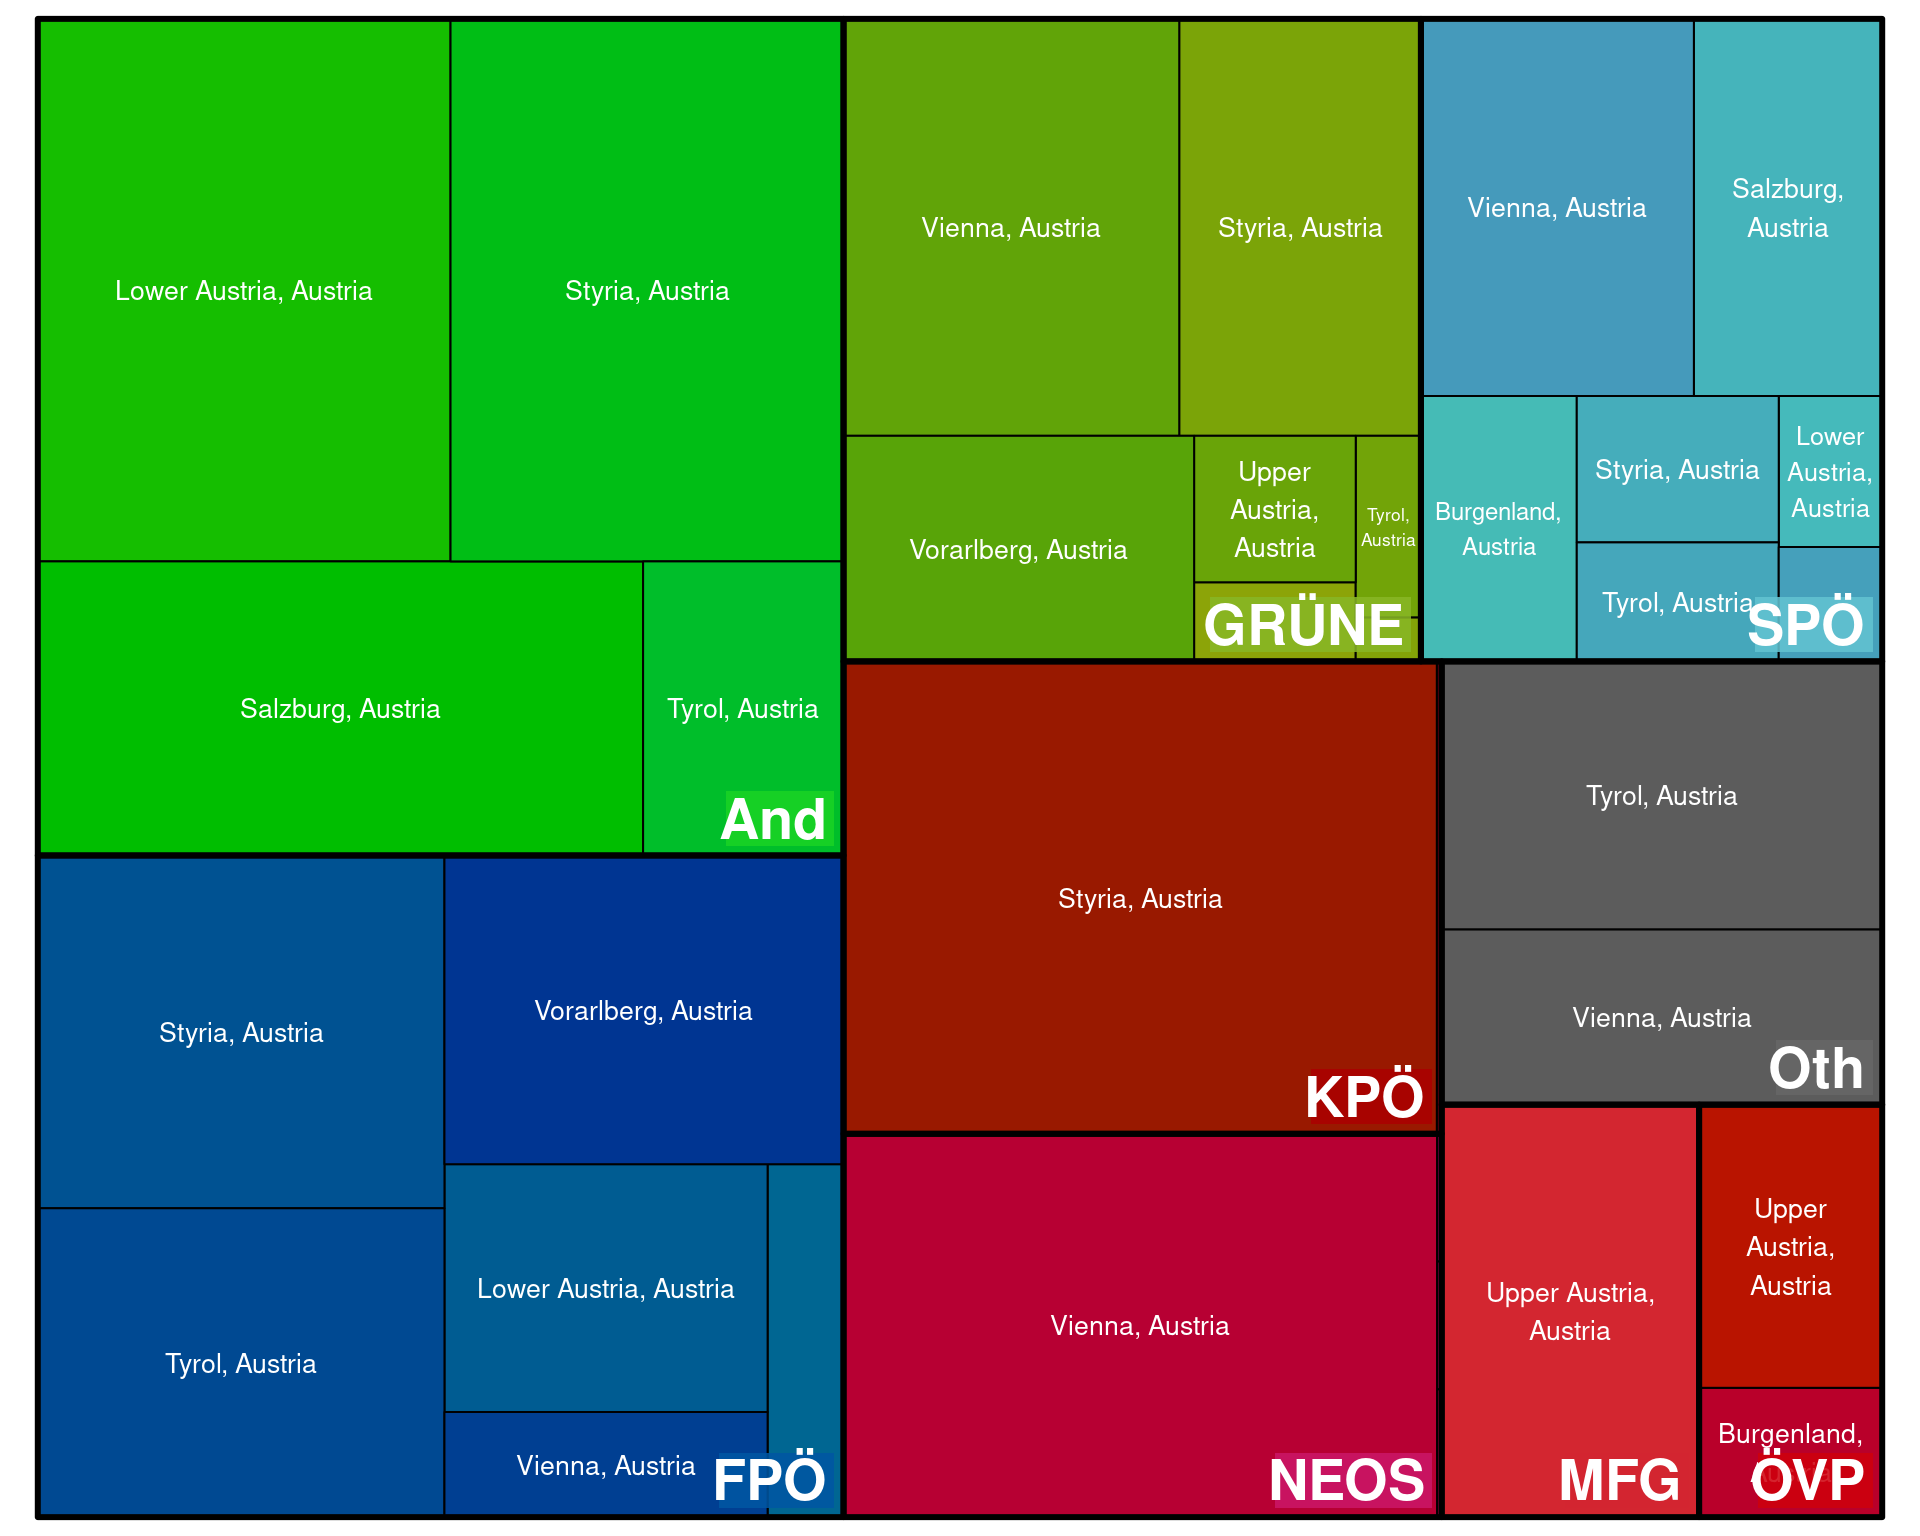 Lower Austria, Austria
Styria, Austria
Salzburg, Austria
Tyrol, Austria
And
Styria, Austria
Vorarlberg, Austria
Tyrol, Austria
Lower Austria, Austria
Vienna, Austria
FPÖ
Vienna, Austria
Styria, Austria
Vorarlberg, Austria
Upper
Austria,
Austria
Tyrol,
Austria
GRÜNE
Vienna, Austria
Salzburg,
Austria
Burgenland,
Austria
Styria, Austria
Lower
Austria,
Austria
Tyrol, Austria
SPÖ
Styria, Austria
KPÖ
Tyrol, Austria
Vienna, Austria
Oth
Vienna, Austria
NEOS
Upper Austria,
Austria
MFG
Upper
Austria,
Austria
Burgenland,
ÖVP